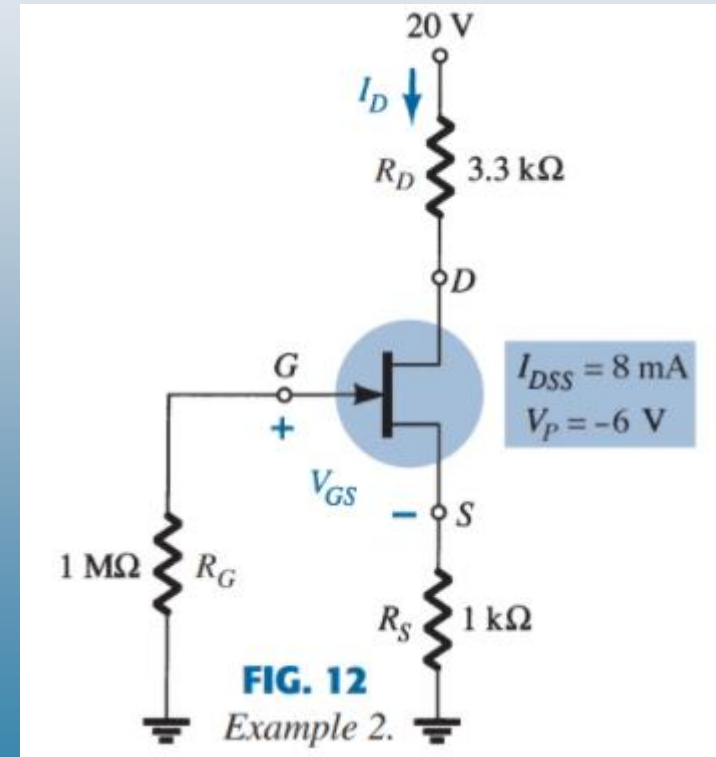 20 V
I_D
R_D 3.3 kΩ
D
G
I_DSS = 8 mA
V_P = -6 V
+
V_GS
− S
1 MΩ R_G
R_S 1 kΩ
FIG. 12
Example 2.